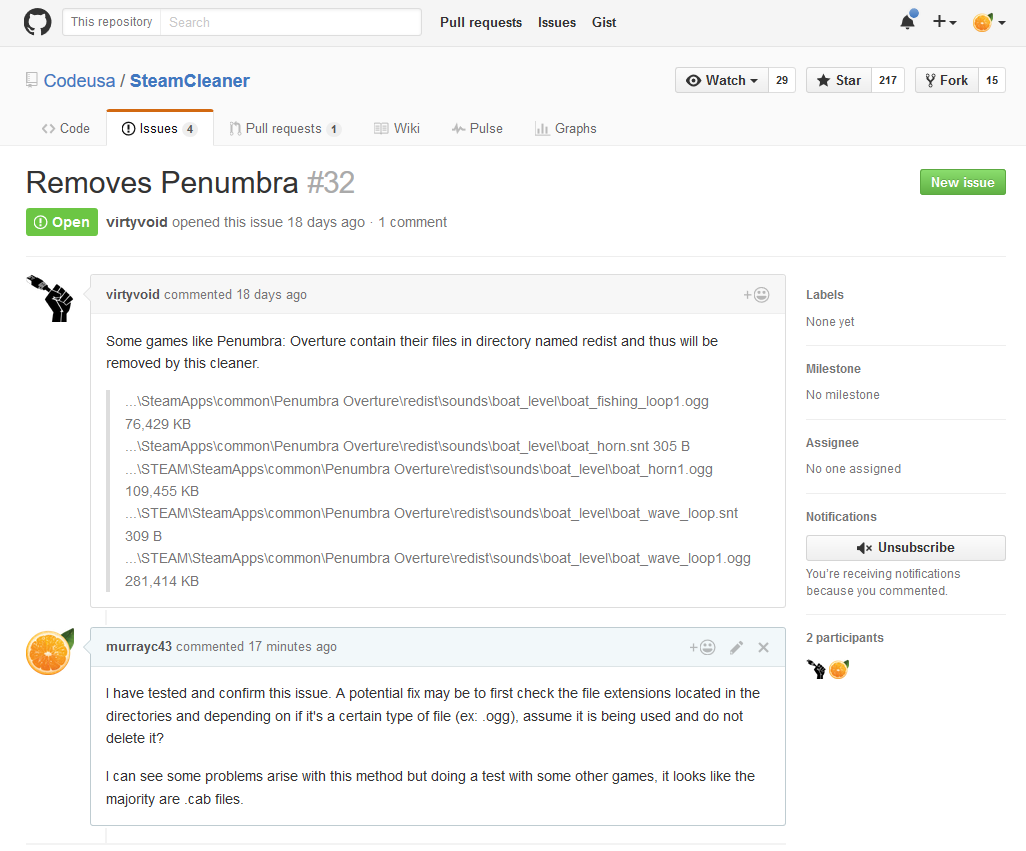 This repository Search Pull requests Issues Gist
Codeusa / SteamCleaner Watch 29 Star 217 Fork 15
Code Issues 4 Pull requests 1 Wiki Pulse Graphs
Removes Penumbra #32 New issue
Open virtyvoid opened this issue 18 days ago · 1 comment
virtyvoid commented 18 days ago
Some games like Penumbra: Overture contain their files in directory named redist and thus will be
removed by this cleaner.
...\SteamApps\common\Penumbra Overture\redist\sounds\boat_level\boat_fishing_loop1.ogg
76,429 KB
...\SteamApps\common\Penumbra Overture\redist\sounds\boat_level\boat_horn.snt 305 B
...\STEAM\SteamApps\common\Penumbra Overture\redist\sounds\boat_level\boat_horn1.ogg
109,455 KB
...\STEAM\SteamApps\common\Penumbra Overture\redist\sounds\boat_level\boat_wave_loop.snt
309 B
...\STEAM\SteamApps\common\Penumbra Overture\redist\sounds\boat_level\boat_wave_loop1.ogg
281,414 KB
murrayc43 commented 17 minutes ago
I have tested and confirm this issue. A potential fix may be to first check the file extensions located in the
directories and depending on if it's a certain type of file (ex: .ogg), assume it is being used and do not
delete it?
I can see some problems arise with this method but doing a test with some other games, it looks like the
majority are .cab files.
Labels
None yet
Milestone
No milestone
Assignee
No one assigned
Notifications
Unsubscribe
You're receiving notifications
because you commented.
2 participants